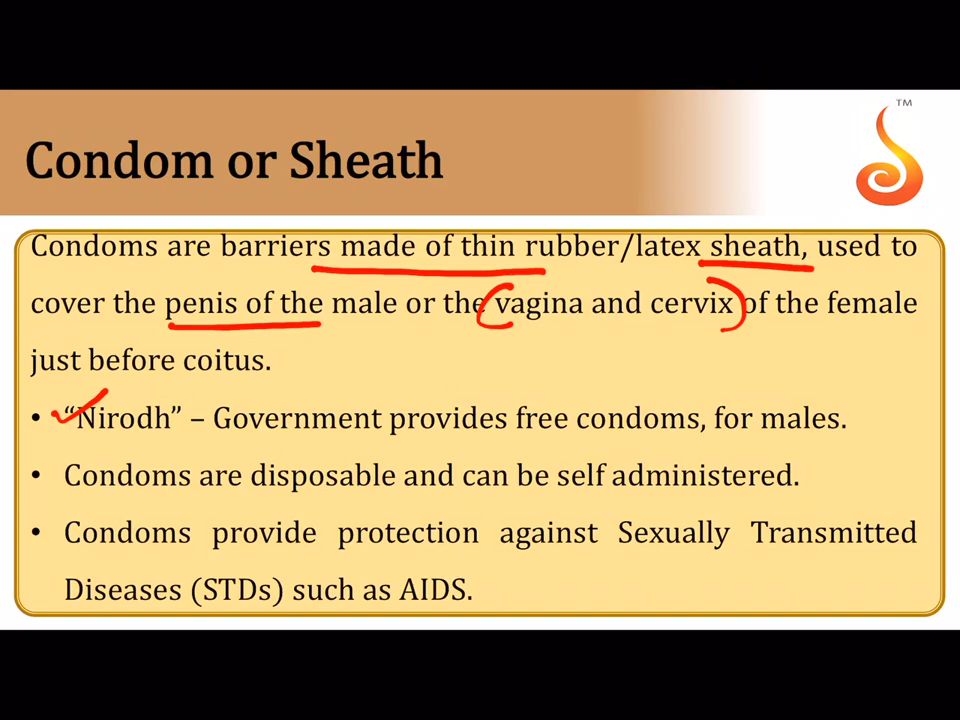 TM
Condom or Sheath
Condoms are barriers made of thin rubber/latex sheath, used to
cover the penis of the male or the vagina and cervix of the female
just before coitus.
• “Nirodh” – Government provides free condoms, for males.
• Condoms are disposable and can be self administered.
• Condoms provide protection against Sexually Transmitted
Diseases (STDs) such as AIDS.